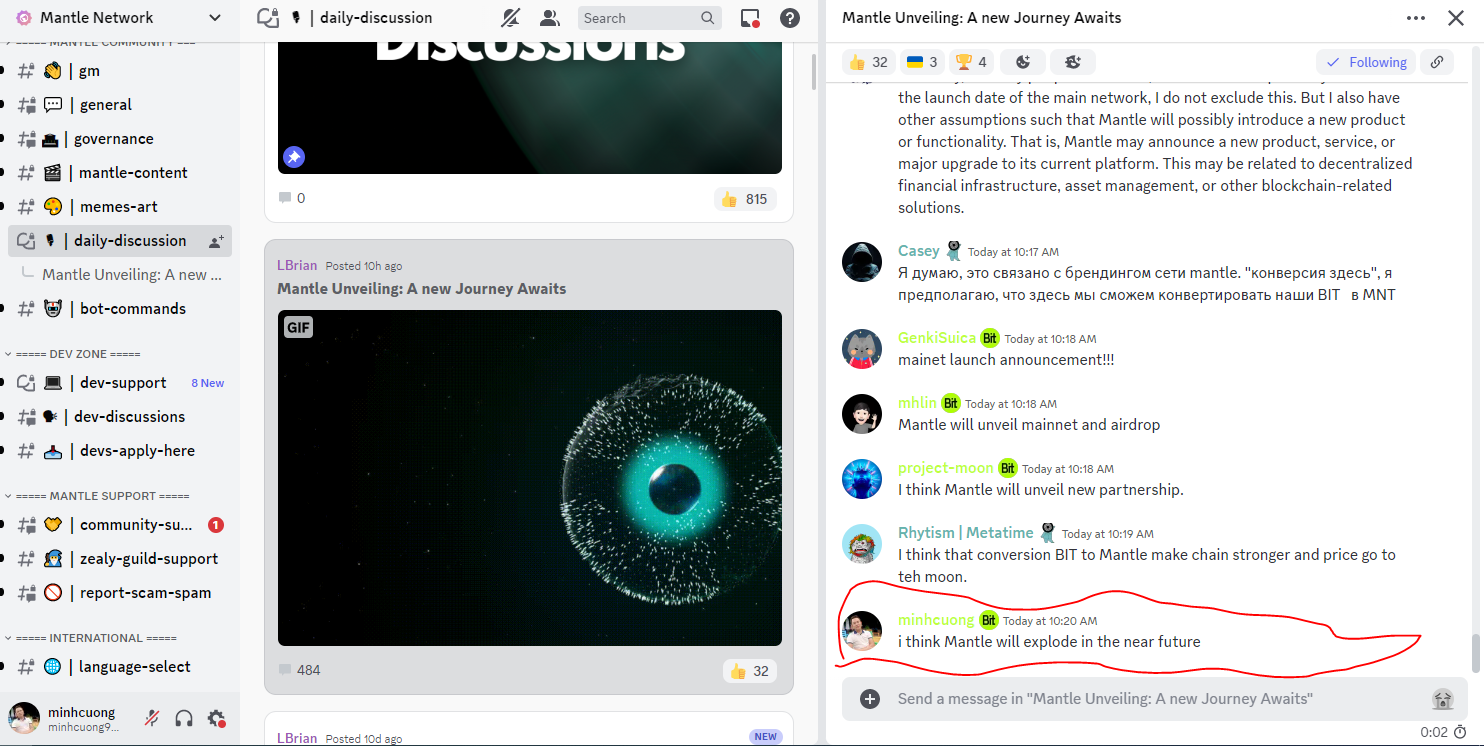 Mantle Network
===== MANTLE COMMUNITY ===
| gm
| general
| governance
| mantle-content
| memes-art
| daily-discussion
Mantle Unveiling: A new ...
| bot-commands
===== DEV ZONE =====
| dev-support 8 New
| dev-discussions
| devs-apply-here
===== MANTLE SUPPORT =====
| community-su... 1
| zealy-guild-support
| report-scam-spam
===== INTERNATIONAL =====
| language-select
minhcuong
minhcuong9...
| daily-discussion
Search
Discussions
0
815
LBrian Posted 10h ago
Mantle Unveiling: A new Journey Awaits
GIF
484
32
LBrian Posted 10d ago
NEW
Mantle Unveiling: A new Journey Awaits
32 3 4
Following
the launch date of the main network, I do not exclude this. But I also have
other assumptions such that Mantle will possibly introduce a new product
or functionality. That is, Mantle may announce a new product, service, or
major upgrade to its current platform. This may be related to decentralized
financial infrastructure, asset management, or other blockchain-related
solutions.
Casey Today at 10:17 AM
Я думаю, это связано с брендингом сети mantle. "конверсия здесь", я
предполагаю, что здесь мы сможем конвертировать наши BIT в MNT
GenkiSuica Bit Today at 10:18 AM
mainet launch announcement!!!
mhlin Bit Today at 10:18 AM
Mantle will unveil mainnet and airdrop
project-moon Bit Today at 10:18 AM
I think Mantle will unveil new partnership.
Rhytism | Metatime Today at 10:19 AM
I think that conversion BIT to Mantle make chain stronger and price go to
teh moon.
minhcuong Bit Today at 10:20 AM
i think Mantle will explode in the near future
Send a message in "Mantle Unveiling: A new Journey Awaits"
0:02